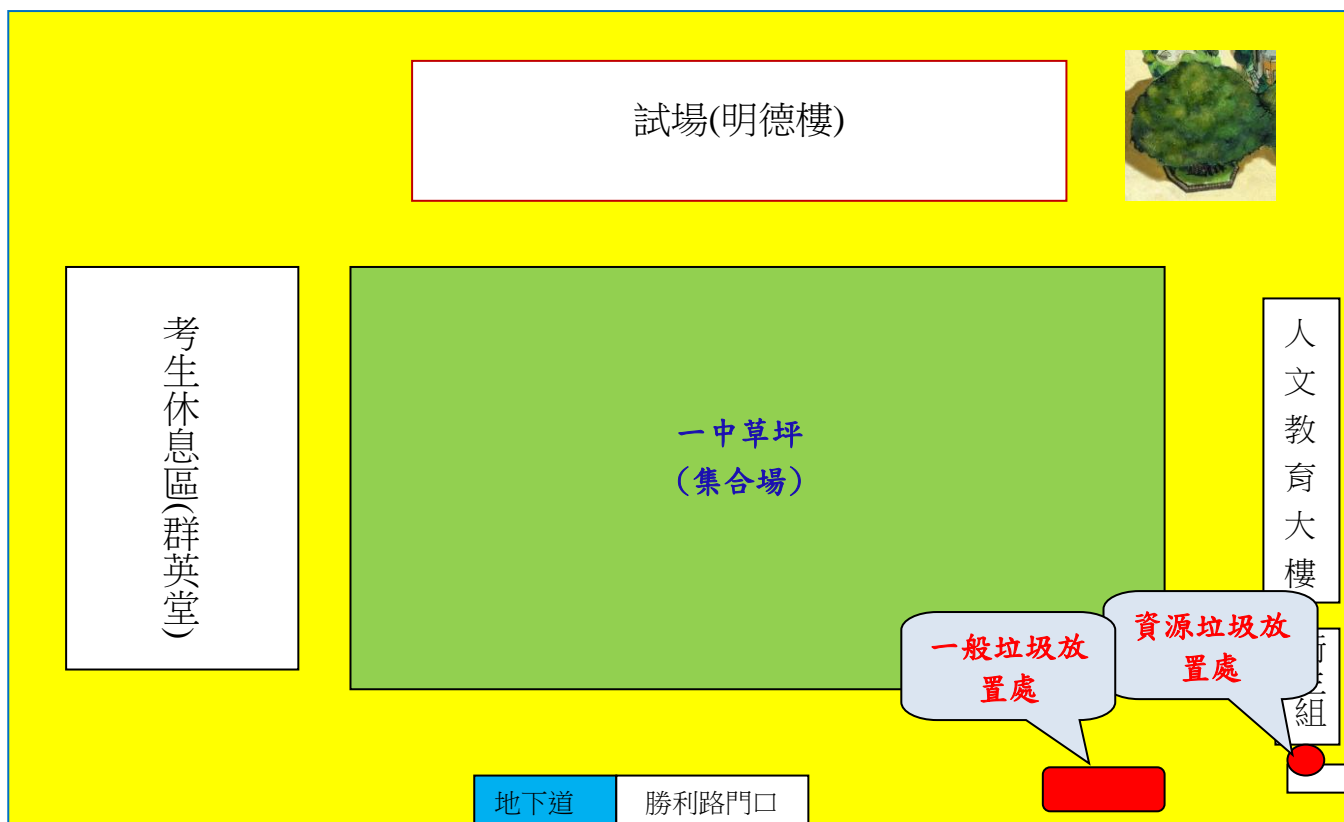 試場(明德樓)
考生休息區(群英堂)
一中草坪
(集合場)
人文教育大樓
一般垃圾放
置處
資源垃圾放
置處
組
地下道
勝利路門口